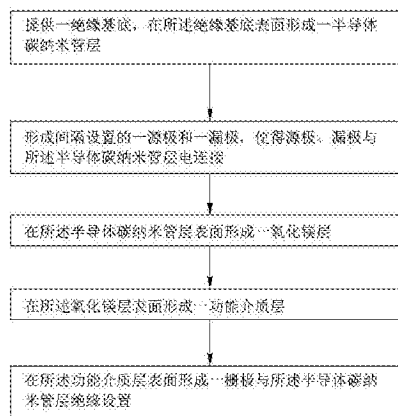 提供一绝缘基底，在所述绝缘基底表面形成一半导体
碳纳米管层
形成间隔设置的一源极和一漏极，使得源极、漏极与
所述半导体碳纳米管层电连接
在所述半导体碳纳米管层表面形成一氧化镁层
在所述氧化镁层表面形成一功能介质层
在所述功能介质层表面形成一栅极与所述半导体碳纳
米管层绝缘设置